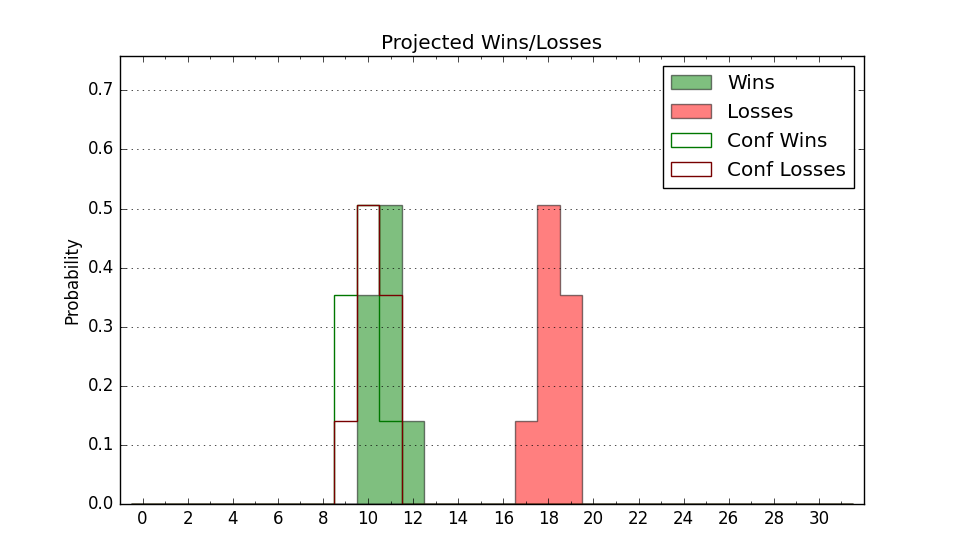 Projected Wins/Losses
Wins
Losses
Conf Wins
Conf Losses
Probability
0.7
0.6
0.5
0.4
0.3
0.2
0.1
0.0
0 2 4 6 8 10 12 14 16 18 20 22 24 26 28 30